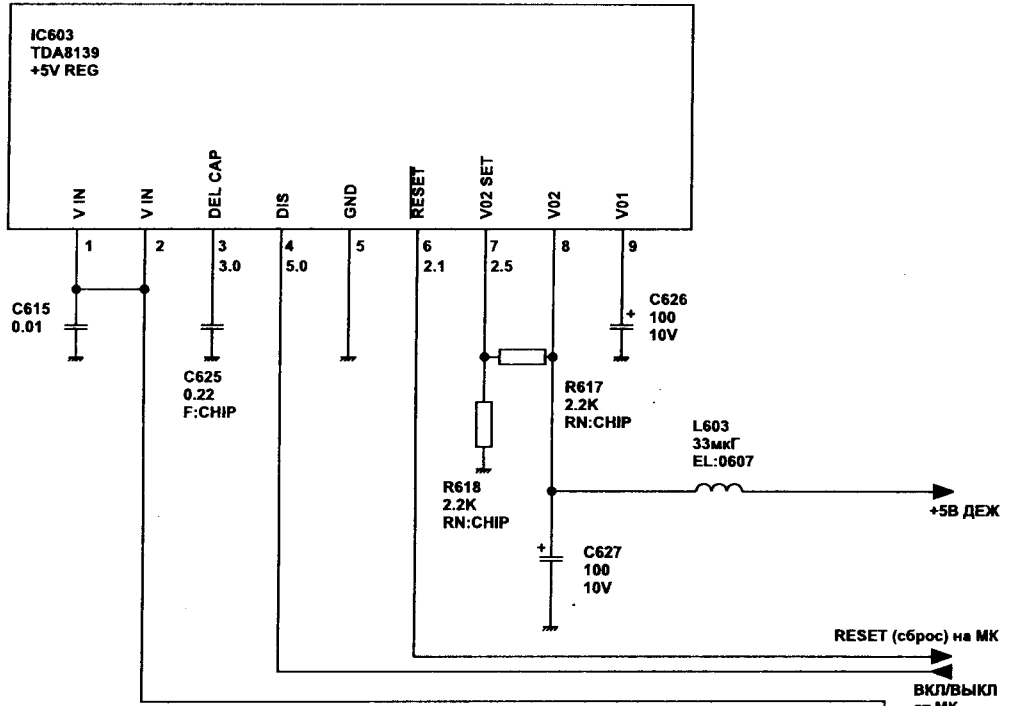 IC603
TDA8139
+5V REG
V IN
V IN
DEL CAP
DIS
GND
RESET
V02 SET
V02
V01
1
2
3
4
5
6
7
8
9
3.0
5.0
2.1
2.5
C615
0.01
C625
0.22
F:CHIP
C626
+
100
10V
R617
2.2K
RN:CHIP
R618
2.2K
RN:CHIP
L603
33мкГ
EL:0607
+5В ДЕЖ
+
C627
100
10V
RESET (сброс) на МК
ВКЛ/ВЫКЛ